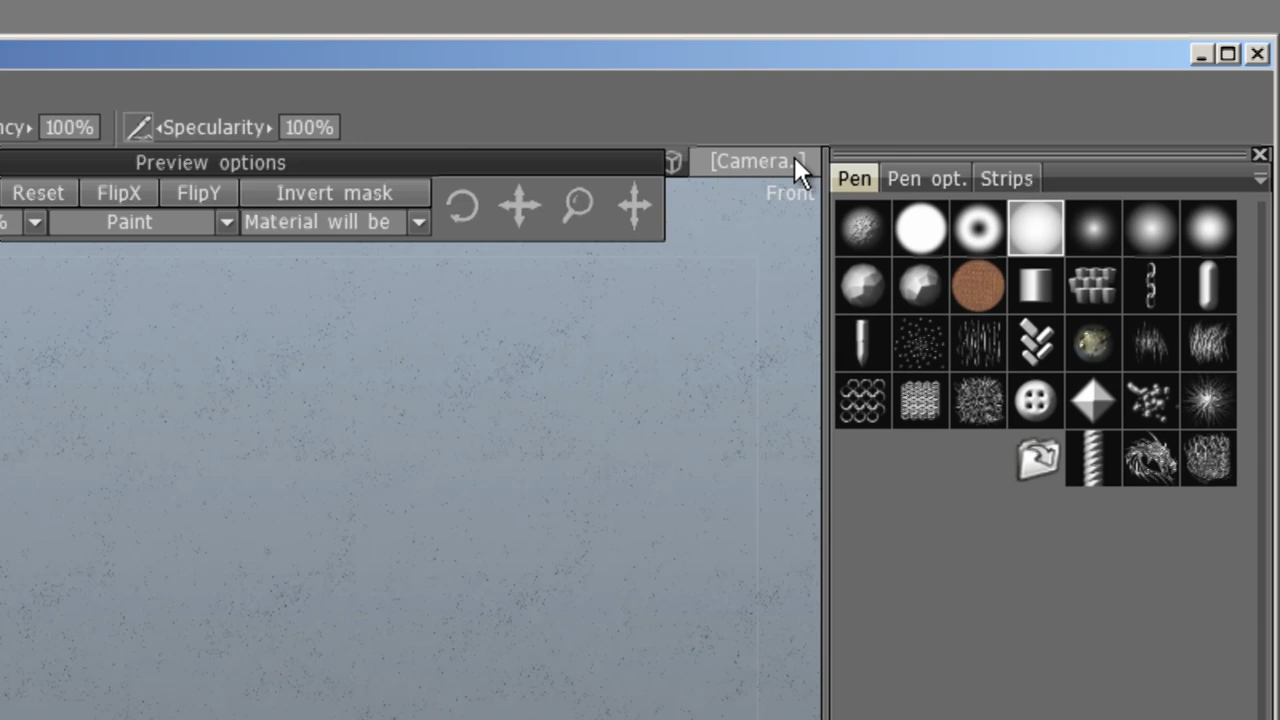 ncy 100% Specularity 100%
Preview options
[Camera.]
Reset FlipX FlipY Invert mask
Front
% Paint Material will be
Pen Pen opt. Strips